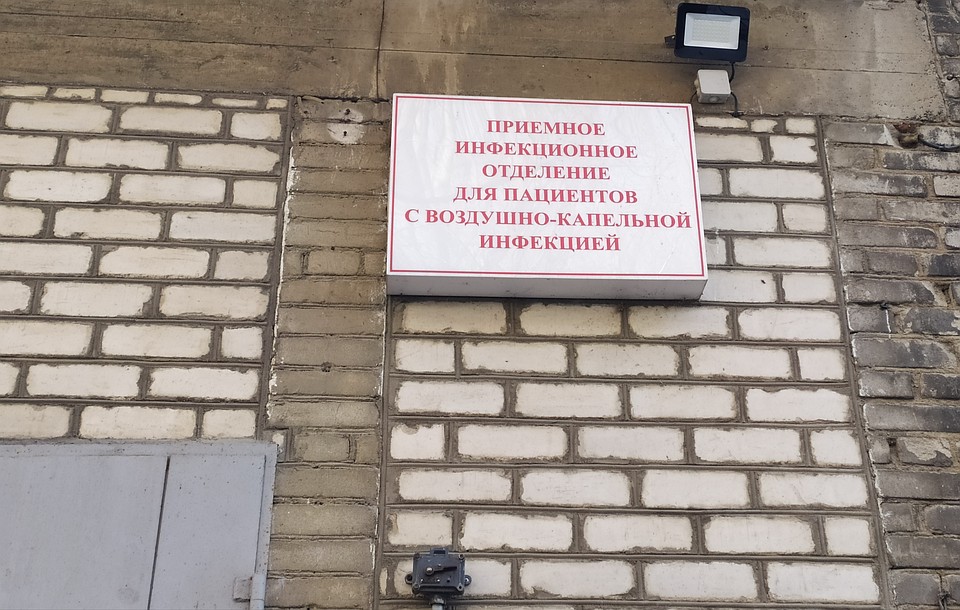 ПРИЕМНОЕ
ИНФЕКЦИОННОЕ
ОТДЕЛЕНИЕ
ДЛЯ ПАЦИЕНТОВ
С ВОЗДУШНО-КАПЕЛЬНОЙ
ИНФЕКЦИЕЙ